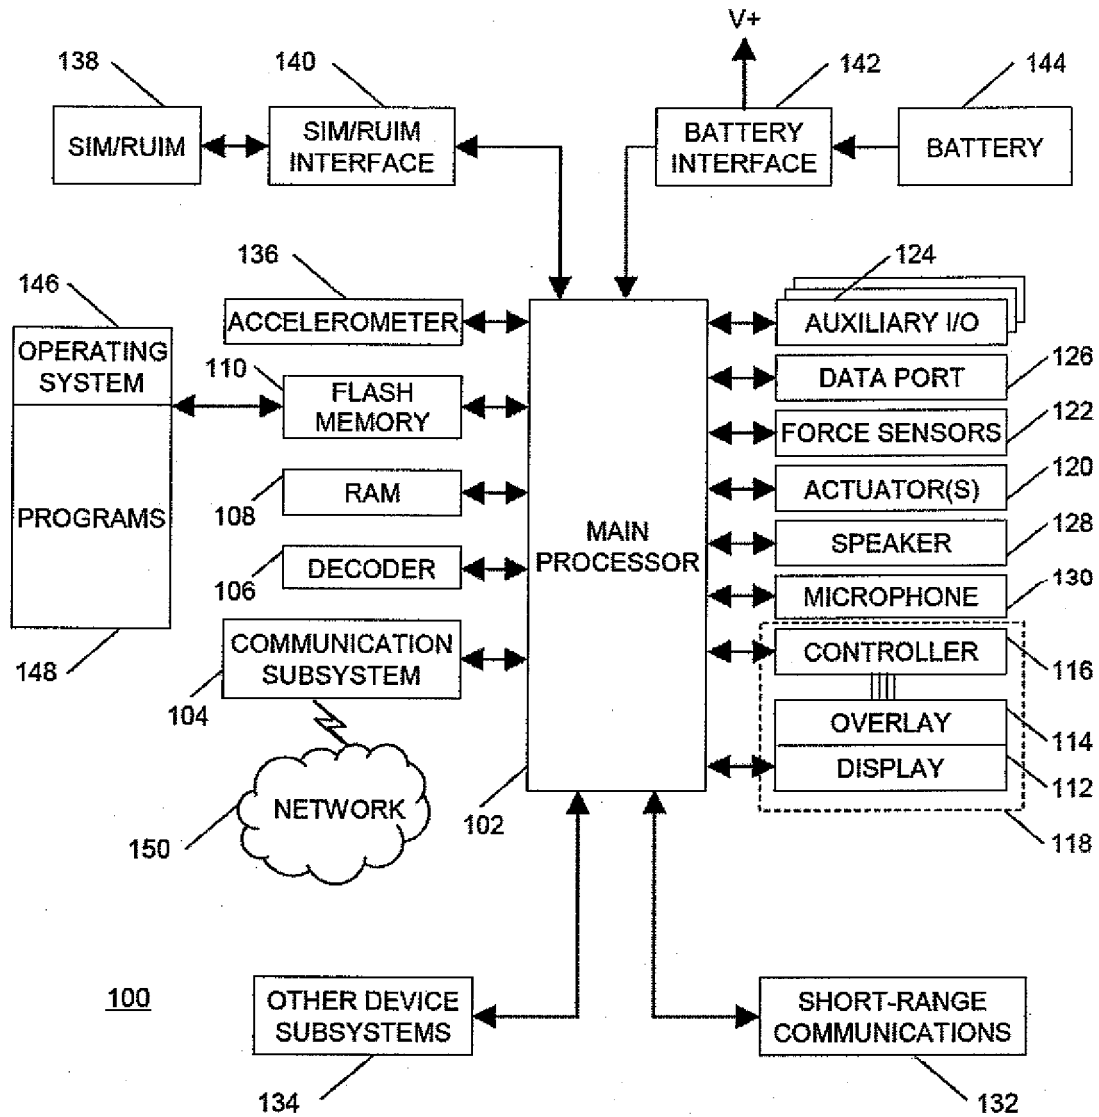 V+
138
140
142
144
SIM/RUIM
SIM/RUIM
INTERFACE
BATTERY
INTERFACE
BATTERY
136
124
146
ACCELEROMETER
AUXILIARY I/O
OPERATING
SYSTEM
110
FLASH
MEMORY
DATA PORT
126
FORCE SENSORS
122
PROGRAMS
RAM
108
ACTUATOR(S)
120
MAIN
PROCESSOR
SPEAKER
128
DECODER
106
MICROPHONE
130
COMMUNICATION
SUBSYSTEM
CONTROLLER
116
148
104
OVERLAY
114
DISPLAY
112
NETWORK
150
102
118
100
OTHER DEVICE
SUBSYSTEMS
SHORT-RANGE
COMMUNICATIONS
134
132